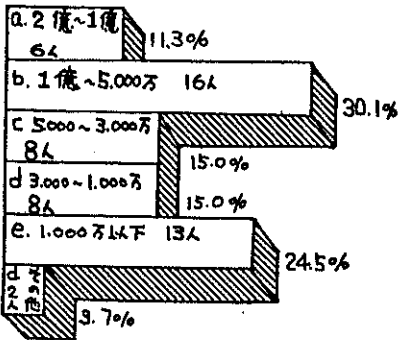 a. 2億~1億
6人
11.3%
b. 1億~5.000万 16人
30.1%
c 5.000~3.000万
8人
15.0%
d 3.000~1.000万
8人
15.0%
e. 1.000万以下 13人
24.5%
d その他
2人
3.7%